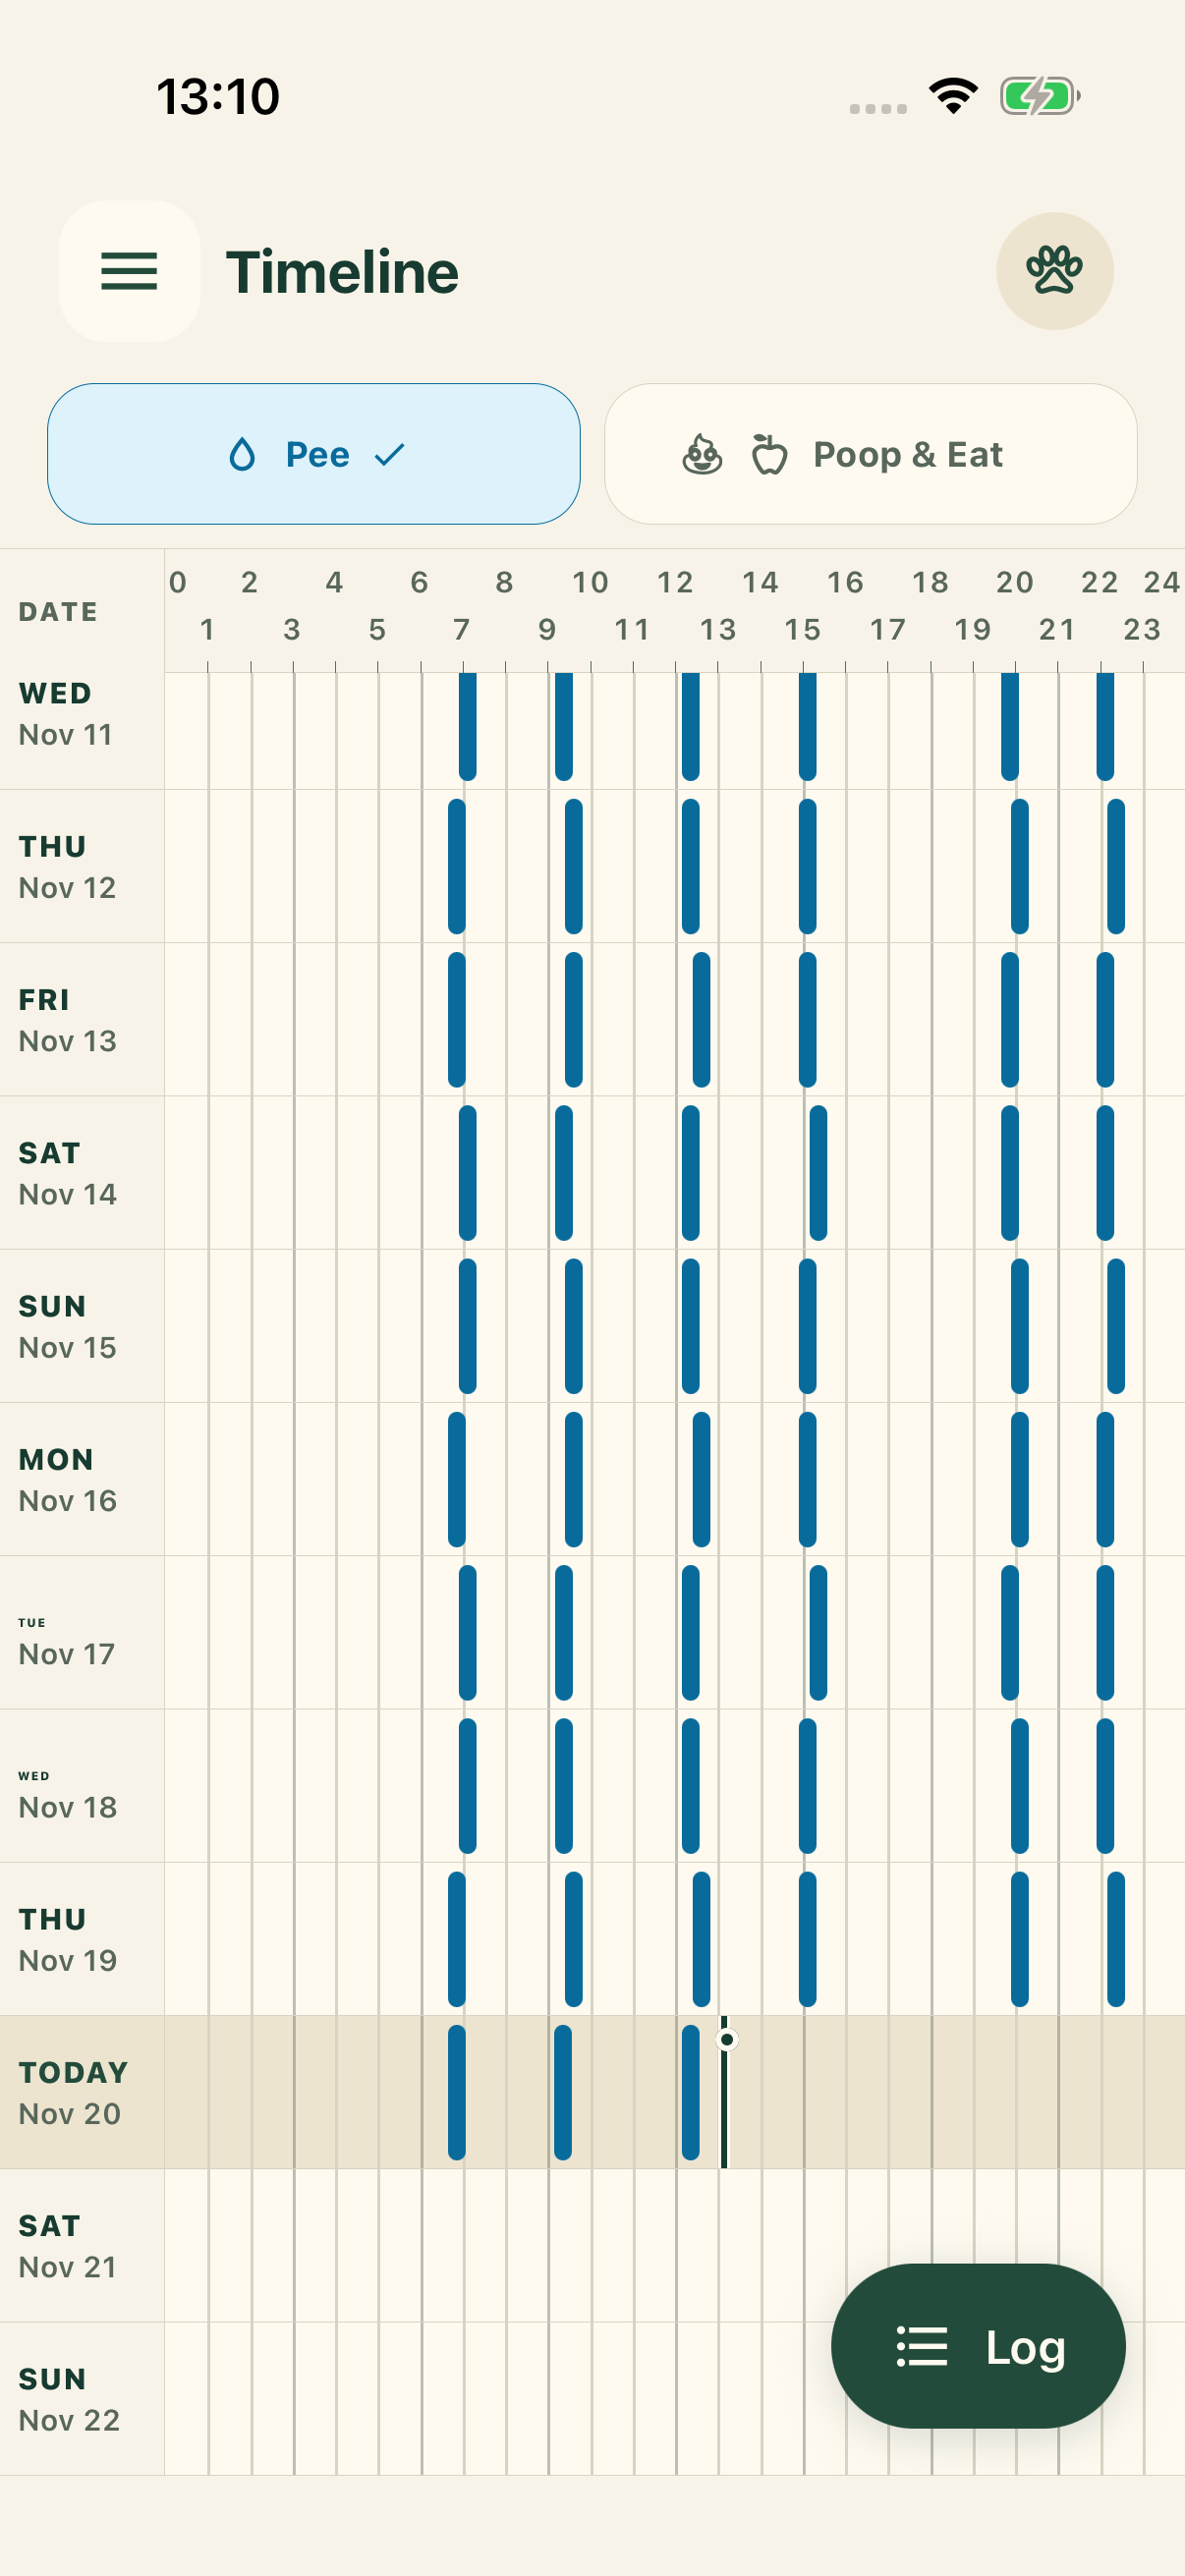 13:10
Timeline
Pee
Poop & Eat
DATE
0 2 4 6 8 10 12 14 16 18 20 22 24
1 3 5 7 9 11 13 15 17 19 21 23
WED
Nov 11
THU
Nov 12
FRI
Nov 13
SAT
Nov 14
SUN
Nov 15
MON
Nov 16
TUE
Nov 17
WED
Nov 18
THU
Nov 19
TODAY
Nov 20
SAT
Nov 21
SUN
Nov 22
Log